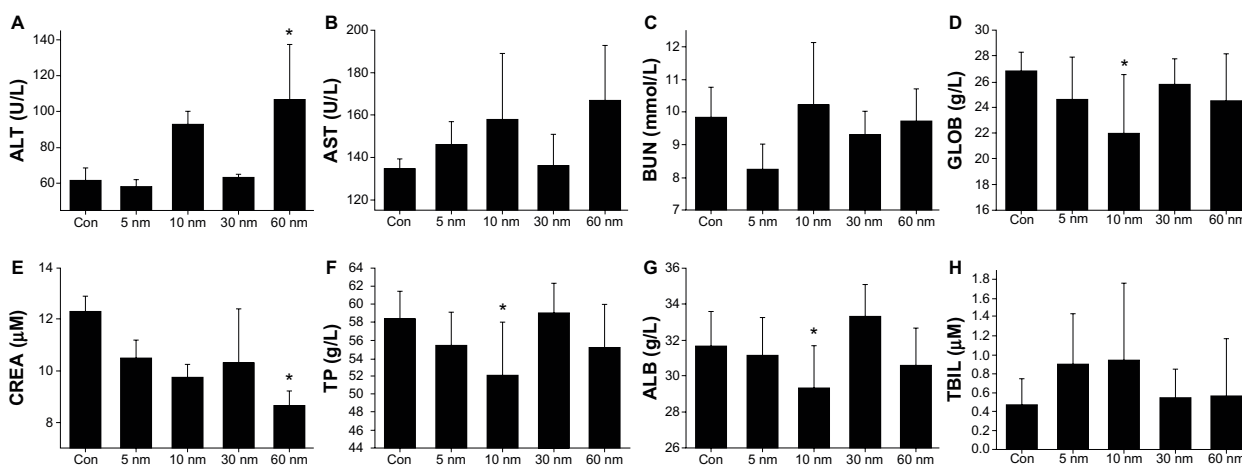 A
ALT (U/L)
140
120
100
80
60
*
Con 5 nm 10 nm 30 nm 60 nm
B
AST (U/L)
200
180
160
140
120
Con 5 nm 10 nm 30 nm 60 nm
C
BUN (mmol/L)
12
11
10
9
8
7
Con 5 nm 10 nm 30 nm 60 nm
D
GLOB (g/L)
30
28
26
24
22
20
18
16
*
Con 5 nm 10 nm 30 nm 60 nm
E
CREA (µM)
14
12
10
8
*
Con 5 nm 10 nm 30 nm 60 nm
F
TP (g/L)
64
62
60
58
56
54
52
50
48
46
44
*
Con 5 nm 10 nm 30 nm 60 nm
G
ALB (g/L)
36
34
32
30
28
26
*
Con 5 nm 10 nm 30 nm 60 nm
H
TBIL (µM)
1.8
1.6
1.4
1.2
1.0
0.8
0.6
0.4
0.2
0.0
Con 5 nm 10 nm 30 nm 60 nm